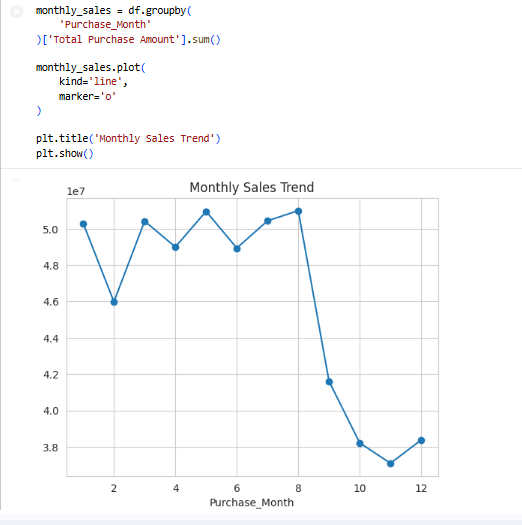 monthly_sales = df.groupby(
    'Purchase_Month'
)['Total Purchase Amount'].sum()
monthly_sales.plot(
    kind='line',
    marker='o'
)
plt.title('Monthly Sales Trend')
plt.show()
Monthly Sales Trend
1e7
5.0
4.8
4.6
4.4
4.2
4.0
3.8
2 4 6 8 10 12
Purchase_Month